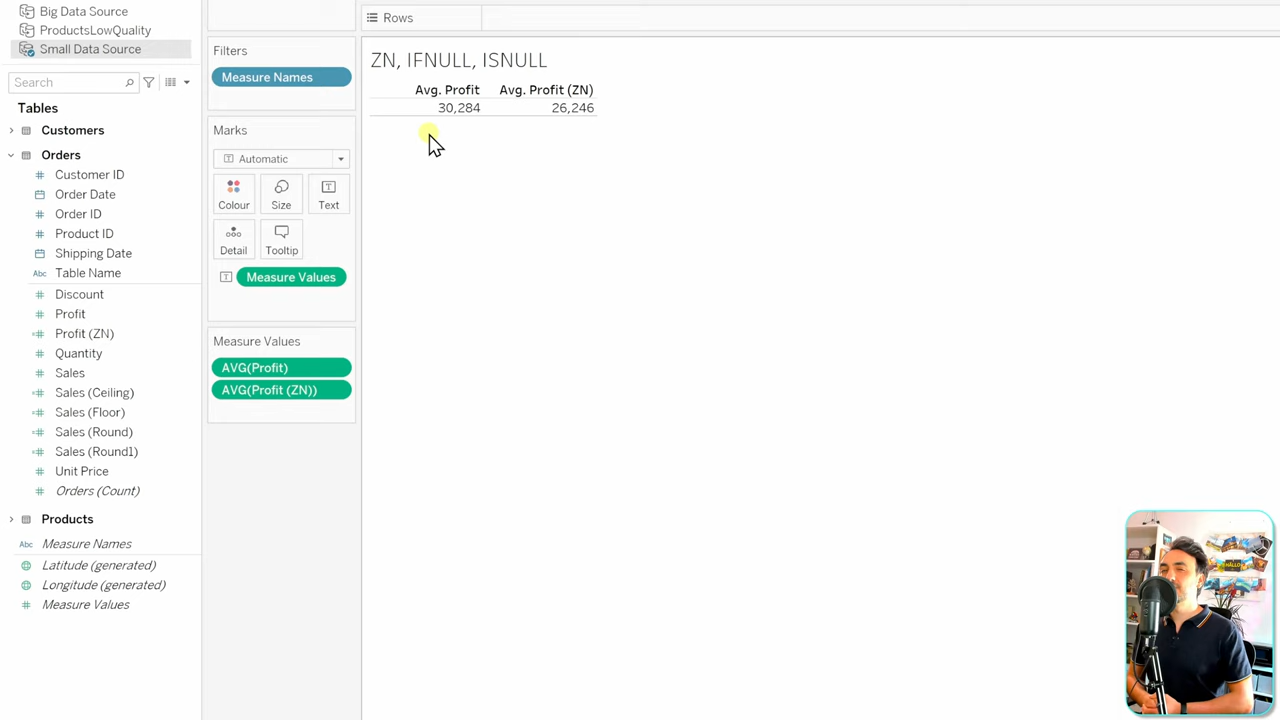 Big Data Source
ProductsLowQuality
Small Data Source
Search
Tables
Customers
Orders
Customer ID
Order Date
Order ID
Product ID
Shipping Date
Abc Table Name
Discount
Profit
Profit (ZN)
Quantity
Sales
Sales (Ceiling)
Sales (Floor)
Sales (Round)
Sales (Round1)
Unit Price
Orders (Count)
Products
Abc Measure Names
Latitude (generated)
Longitude (generated)
Measure Values
Filters
Measure Names
Marks
Automatic
Colour Size Text
Detail Tooltip
Measure Values
Measure Values
AVG(Profit)
AVG(Profit (ZN))
Rows
ZN, IFNULL, ISNULL
Avg. Profit Avg. Profit (ZN)
30,284 26,246